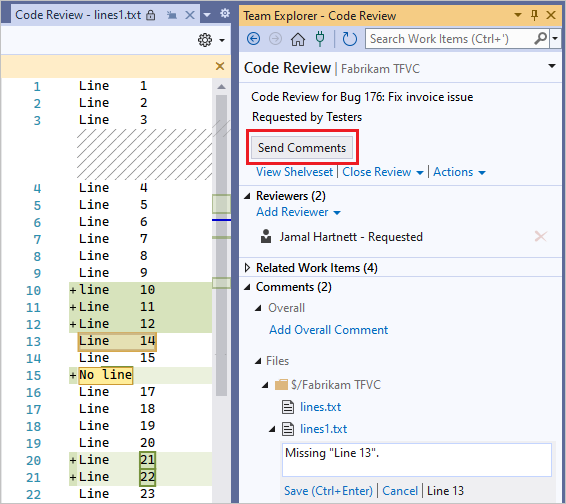 Code Review - lines1.txt
1 Line 1
2 Line 2
3 Line 3
4 Line 4
5 Line 5
6 Line 6
7 Line 7
8 Line 8
9 Line 9
10 +line 10
11 +Line 11
12 +Line 12
13 Line 14
14 Line 15
15 +No line
16 Line 17
17 Line 18
18 Line 19
19 Line 20
20 +Line 21
21 +Line 22
22 Line 23
Team Explorer - Code Review
Search Work Items (Ctrl+')
Code Review | Fabrikam TFVC
Code Review for Bug 176: Fix invoice issue
Requested by Testers
Send Comments
View Shelveset | Close Review | Actions
Reviewers (2)
Add Reviewer
Jamal Hartnett - Requested
Related Work Items (4)
Comments (2)
Overall
Add Overall Comment
Files
$/Fabrikam TFVC
lines.txt
lines1.txt
Missing "Line 13".
Save (Ctrl+Enter) | Cancel | Line 13